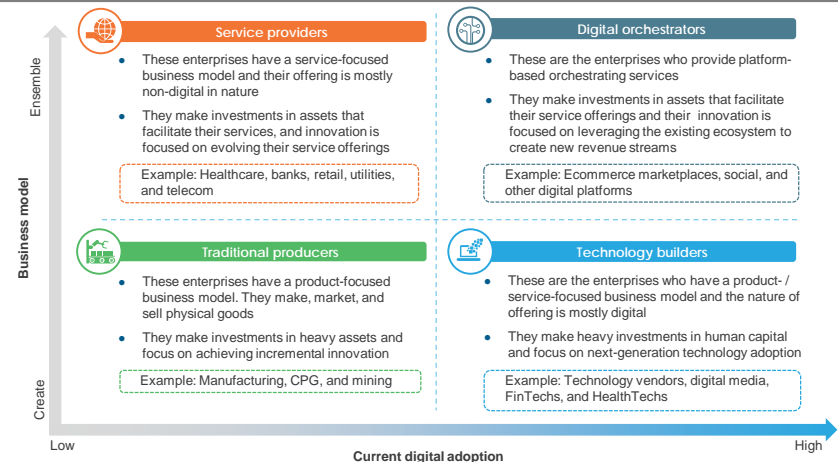 Service providers
These enterprises have a service-focused
business model and their offering is mostly
non-digital in nature
They make investments in assets that
facilitate their services, and innovation is
focused on evolving their service offerings
Example: Healthcare, banks, retail, utilities,
and telecom
Digital orchestrators
These are the enterprises who provide platform-
based orchestrating services
They make investments in assets that facilitate
their service offerings and their innovation is
focused on leveraging the existing ecosystem to
create new revenue streams
Example: Ecommerce marketplaces, social, and
other digital platforms
Traditional producers
These enterprises have a product-focused
business model. They make, market, and
sell physical goods
They make investments in heavy assets and
focus on achieving incremental innovation
Example: Manufacturing, CPG, and mining
Technology builders
These are the enterprises who have a product- /
service-focused business model and the nature of
offering is mostly digital
They make heavy investments in human capital
and focus on next-generation technology adoption
Example: Technology vendors, digital media,
FinTechs, and HealthTechs
Ensemble
Business model
Create
Low
Current digital adoption
High